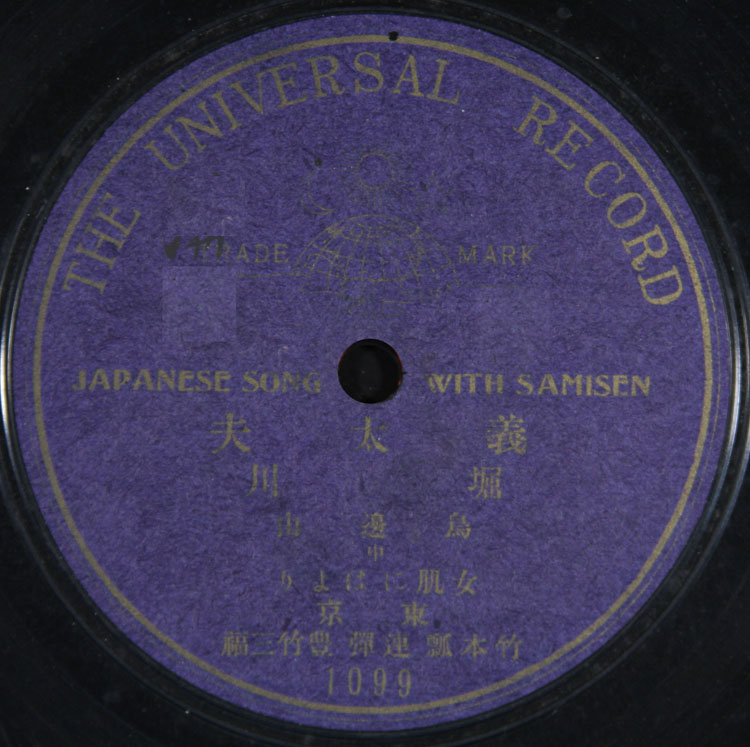 THE UNIVERSAL RECORD
TRADE MARK
JAPANESE SONG WITH SAMISEN
義太夫
堀川
鳥邊山
中
女肌にはより
東京
竹本瓢 連彈 豊竹三福
1099